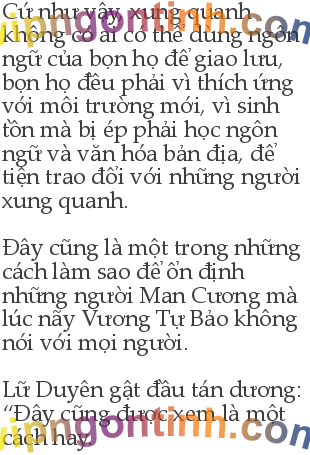 Cứ như vậy, xung quanh
không có ai có thể dùng ngôn
ngữ của bọn họ để giao lưu,
bọn họ đều phải vì thích ứng
với môi trường mới, vì sinh
tồn mà bị ép phải học ngôn
ngữ và văn hóa bản địa, để
tiện trao đổi với những người
xung quanh.
Đây cũng là một trong những
cách làm sao để ổn định
những người Man Cương mà
lúc nãy Vương Tự Bảo không
nói với mọi người.
Lữ Duyên gật đầu tán dương:
“Đây cũng được xem là một
cách hay.
vipngontinh.com
vipngontinh.com